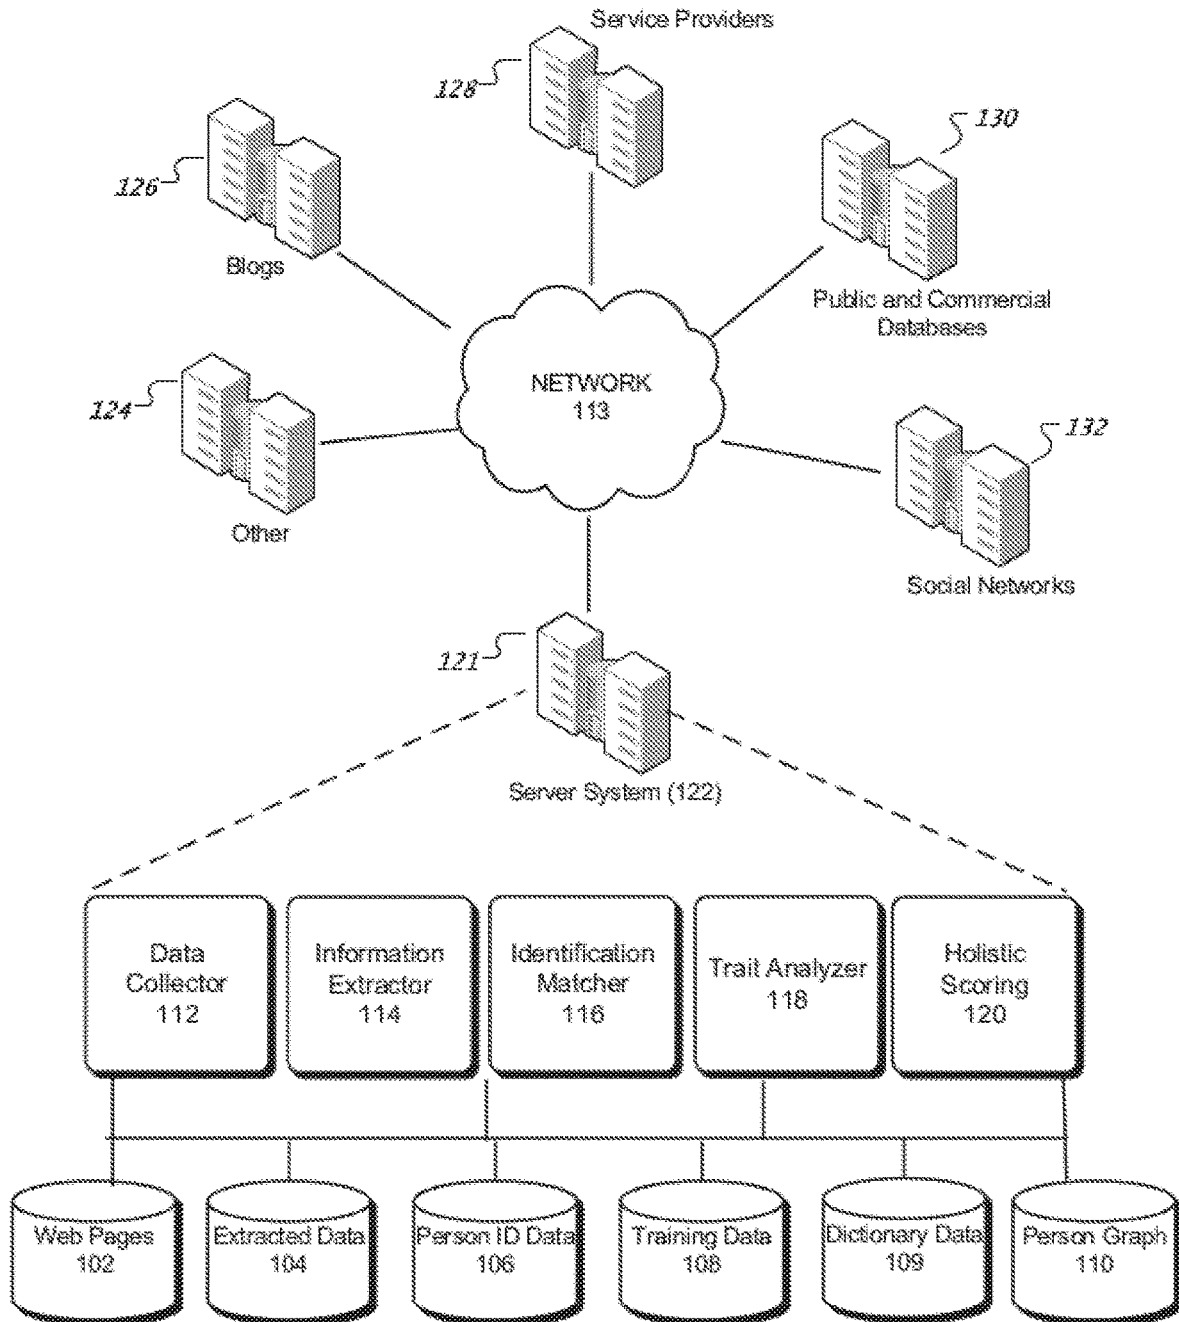 Service Providers
128
130
126
Blogs
Public and Commercial
Databases
NETWORK
113
124
132
Other
Social Networks
121
Server System (122)
Data
Collector
112
Information
Extractor
114
Identification
Matcher
116
Trait Analyzer
118
Holistic
Scoring
120
Web Pages
102
Extracted Data
104
Person ID Data
106
Training Data
108
Dictionary Data
109
Person Graph
110